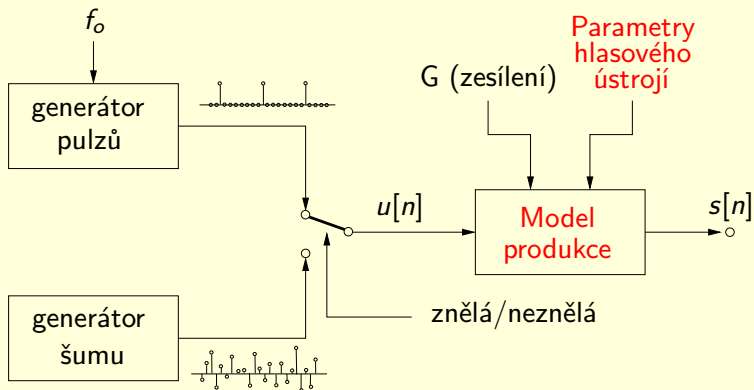 f_o
generátor
pulzů
G (zesílení)
Parametry
hlasového
ústrojí
u[n]
Model
produkce
s[n]
znělá/neznělá
generátor
šumu